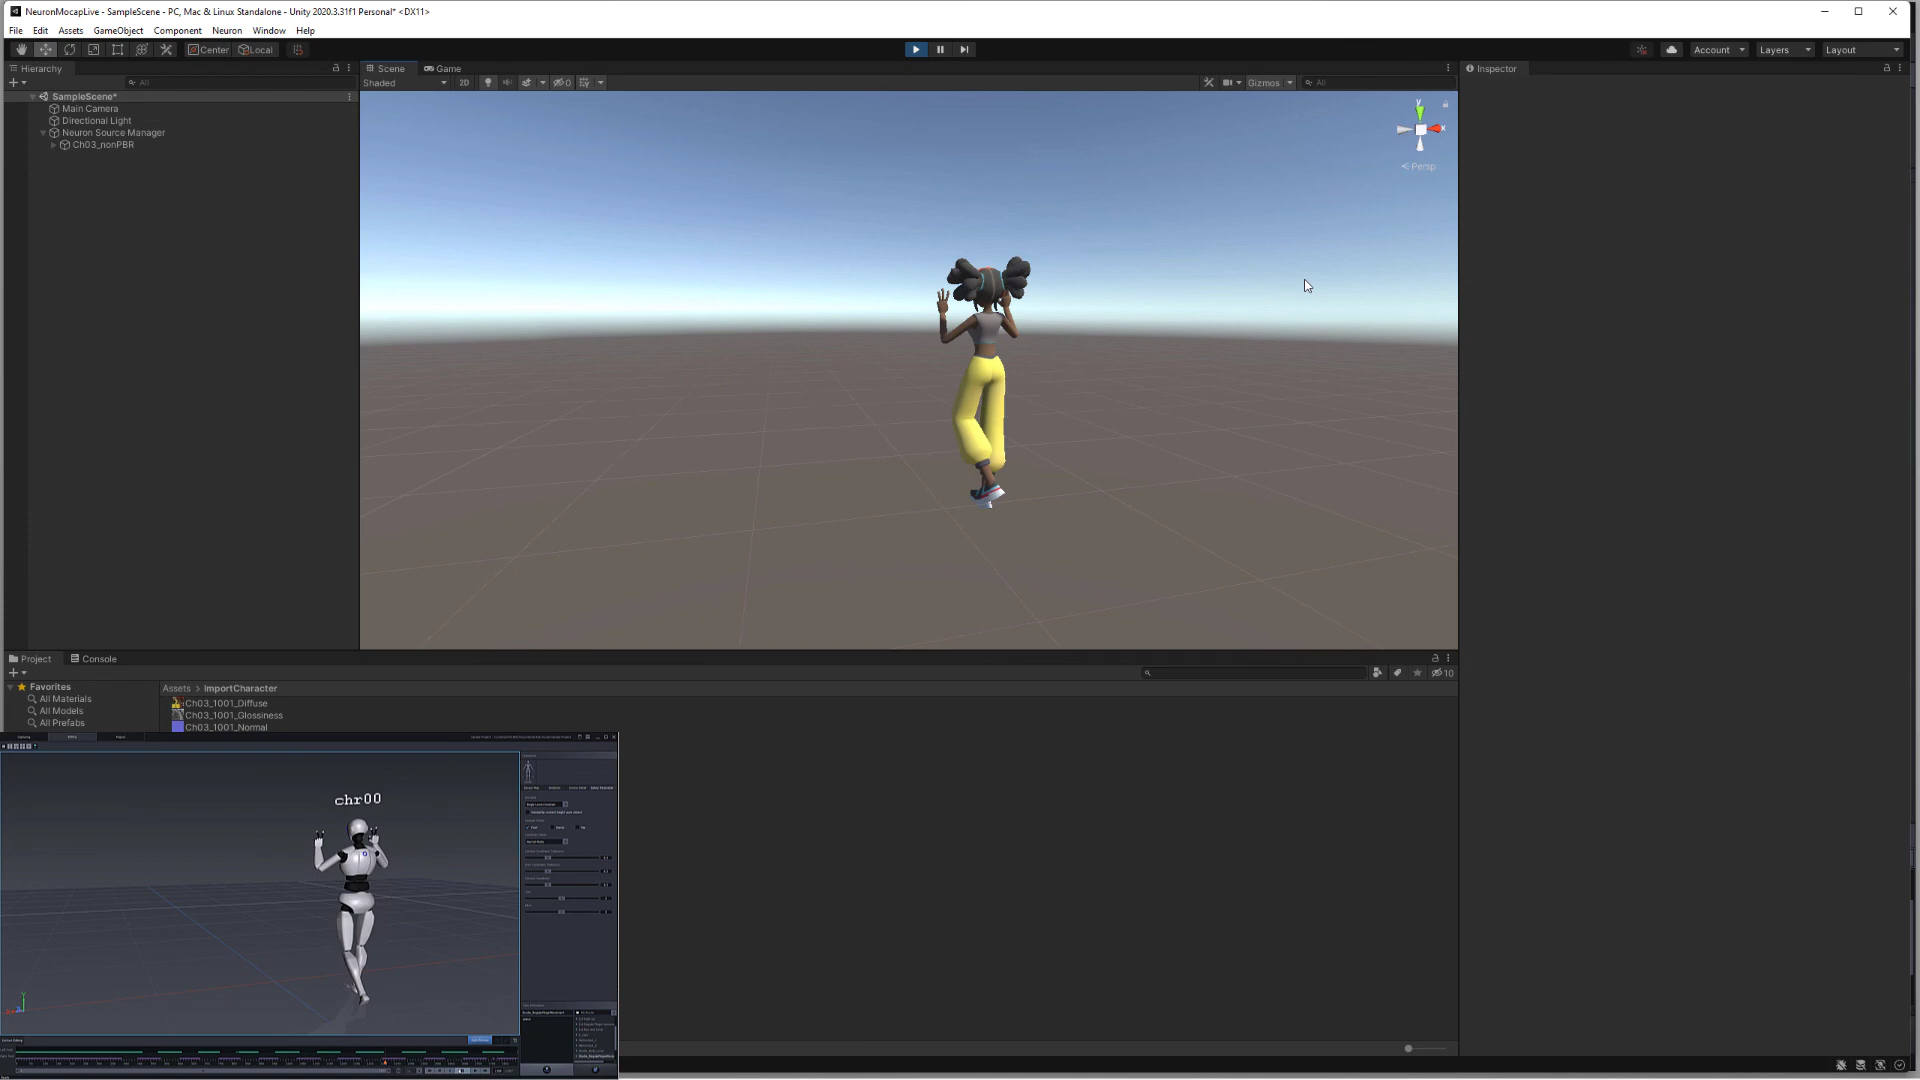 NeuronMocapLive - SampleScene - PC, Mac & Linux Standalone - Unity 2020.3.31f1 Personal* <DX11>
File Edit Assets GameObject Component Neuron Window Help
Center Local
Account Layers Layout
Hierarchy
All
SampleScene*
Main Camera
Directional Light
Neuron Source Manager
Ch03_nonPBR
Scene Game
Shaded 2D 0 Gizmos All
y
x
Persp
Inspector
Project Console
10
Favorites
All Materials
All Models
All Prefabs
Assets > ImportCharacter
Ch03_1001_Diffuse
Ch03_1001_Glossiness
Ch03_1001_Normal
chr00